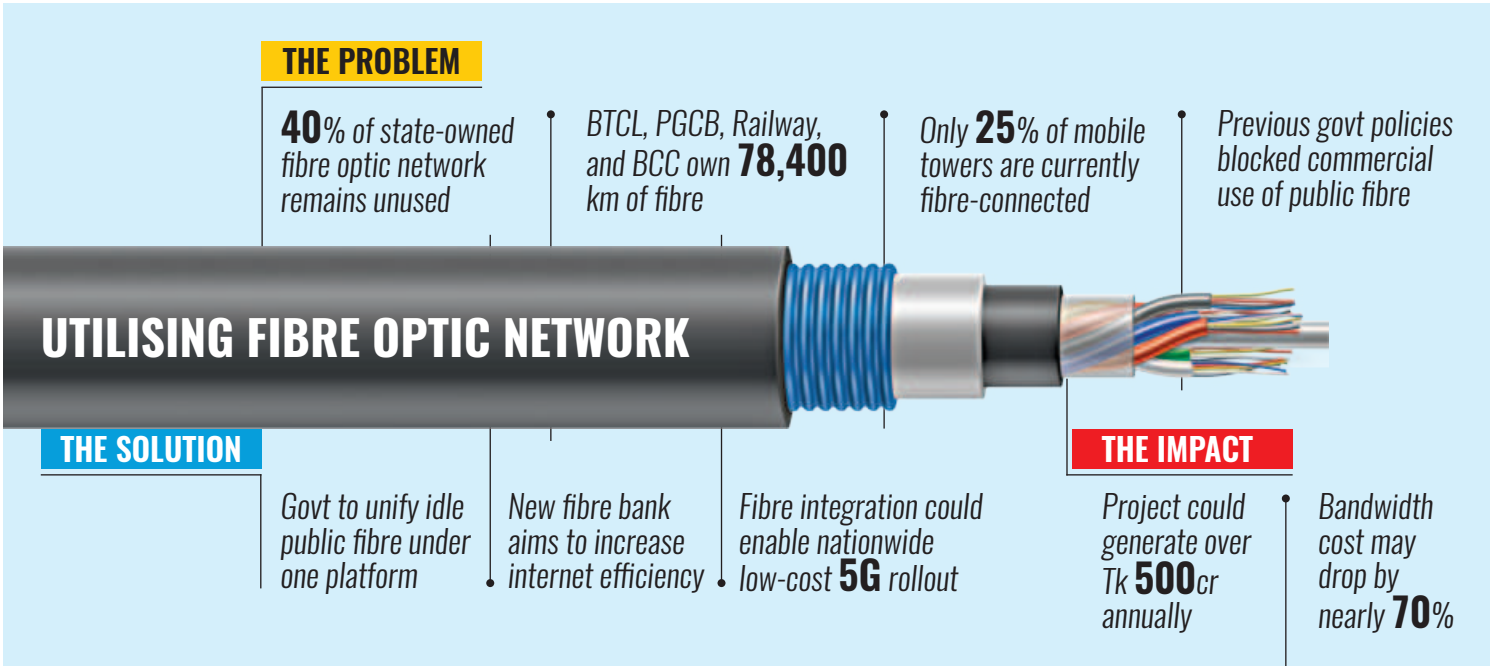 THE PROBLEM
40% of state-owned
fibre optic network
remains unused
BTCL, PGCB, Railway,
and BCC own 78,400
km of fibre
Only 25% of mobile
towers are currently
fibre-connected
Previous govt policies
blocked commercial
use of public fibre
UTILISING FIBRE OPTIC NETWORK
THE SOLUTION
Govt to unify idle
public fibre under
one platform
New fibre bank
aims to increase
internet efficiency
Fibre integration could
enable nationwide
low-cost 5G rollout
THE IMPACT
Project could
generate over
Tk 500cr
annually
Bandwidth
cost may
drop by
nearly 70%